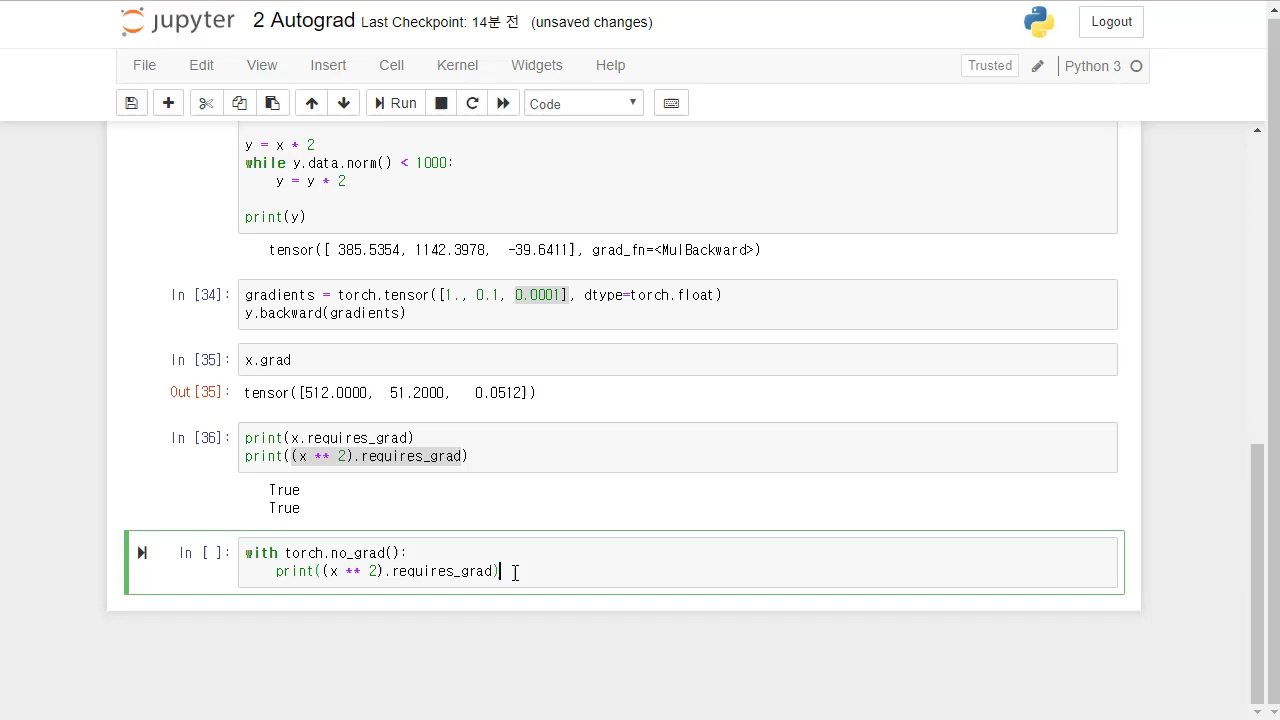 jupyter 2 Autograd Last Checkpoint: 14분 전 (unsaved changes) Logout
File Edit View Insert Cell Kernel Widgets Help Trusted Python 3
Run Code
y = x * 2
while y.data.norm() < 1000:
    y = y * 2
print(y)
tensor([ 385.5354, 1142.3978,  -39.6411], grad_fn=<MulBackward>)
In [34]: gradients = torch.tensor([1., 0.1, 0.0001], dtype=torch.float)
y.backward(gradients)
In [35]: x.grad
Out[35]: tensor([512.0000,  51.2000,   0.0512])
In [36]: print(x.requires_grad)
print((x ** 2).requires_grad)
True
True
In [ ]: with torch.no_grad():
    print((x ** 2).requires_grad)